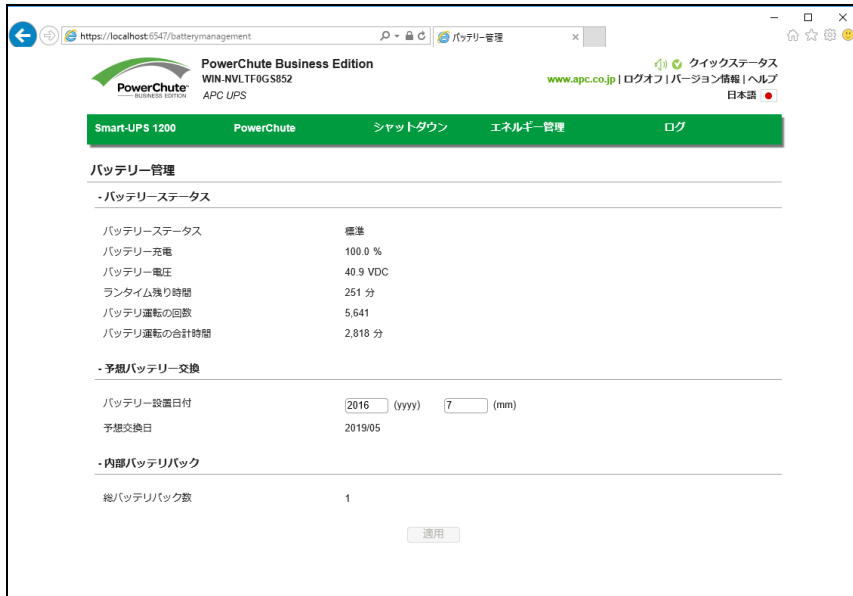 https://localhost:6547/batterymanagement
バッテリー管理
PowerChute Business Edition
WIN-NVLTF0GS852
APC UPS
PowerChute
BUSINESS EDITION
クイックステータス
www.apc.co.jp | ログオフ | バージョン情報 | ヘルプ
日本語
Smart-UPS 1200 PowerChute シャットダウン エネルギー管理 ログ
バッテリー管理
- バッテリーステータス
バッテリーステータス 標準
バッテリー充電 100.0 %
バッテリー電圧 40.9 VDC
ランタイム残り時間 251 分
バッテリ運転の回数 5,641
バッテリ運転の合計時間 2,818 分
- 予想バッテリー交換
バッテリー設置日付 2016 (yyyy) 7 (mm)
予想交換日 2019/05
- 内部バッテリパック
総バッテリパック数 1
適用